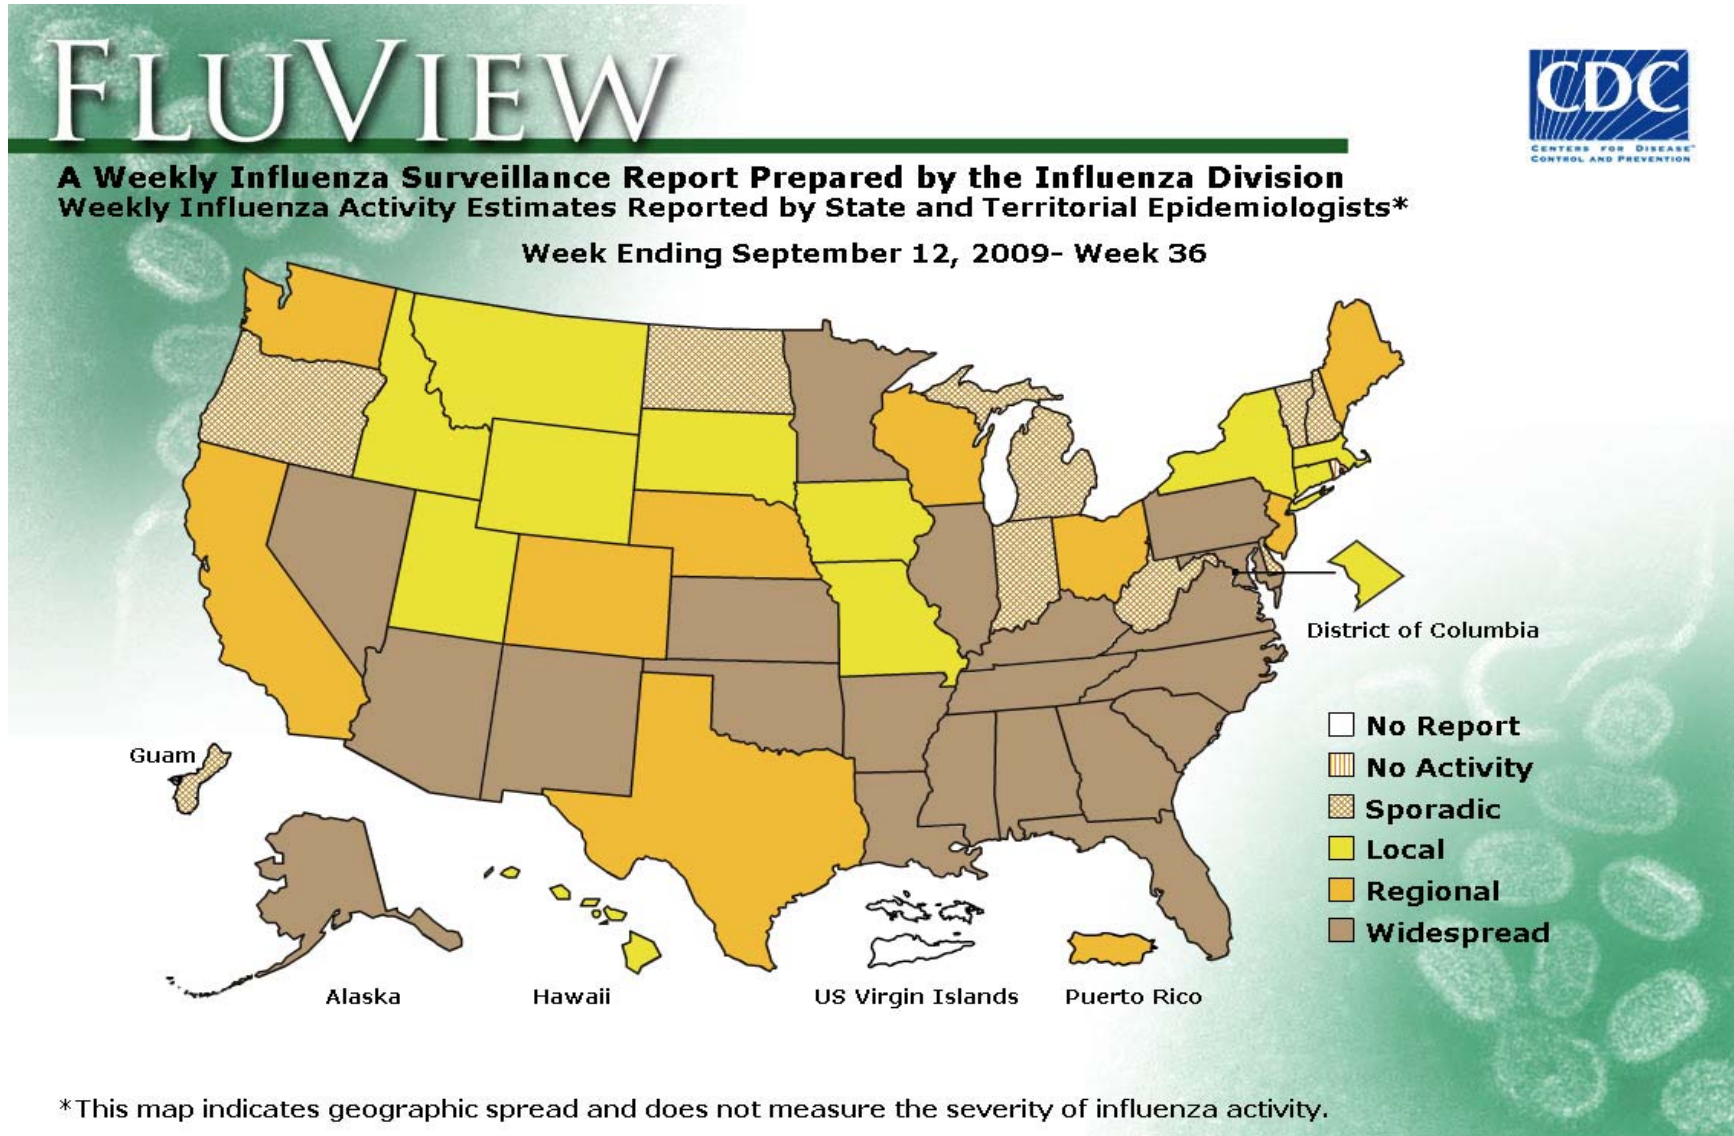 FLUVIEW
CDC
CENTERS FOR DISEASE
CONTROL AND PREVENTION
A Weekly Influenza Surveillance Report Prepared by the Influenza Division
Weekly Influenza Activity Estimates Reported by State and Territorial Epidemiologists*
Week Ending September 12, 2009- Week 36
District of Columbia
No Report
No Activity
Sporadic
Local
Regional
Widespread
Guam
Alaska
Hawaii
US Virgin Islands
Puerto Rico
*This map indicates geographic spread and does not measure the severity of influenza activity.